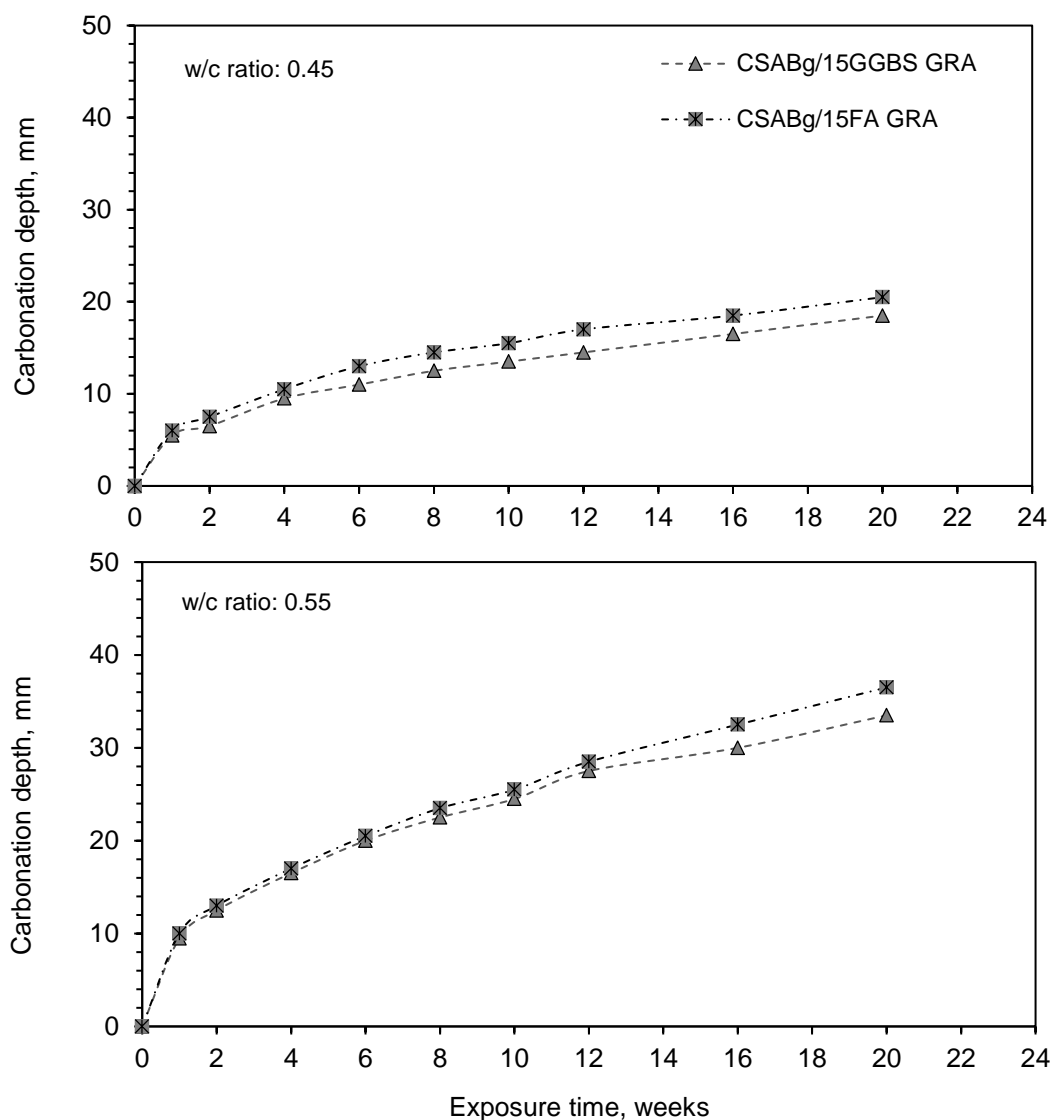 50
w/c ratio: 0.45
CSABg/15GGBS GRA
40
CSABg/15FA GRA
Carbonation depth, mm
30
20
10
0
0 2 4 6 8 10 12 14 16 18 20 22 24
50
w/c ratio: 0.55
40
Carbonation depth, mm
30
20
10
0
0 2 4 6 8 10 12 14 16 18 20 22 24
Exposure time, weeks